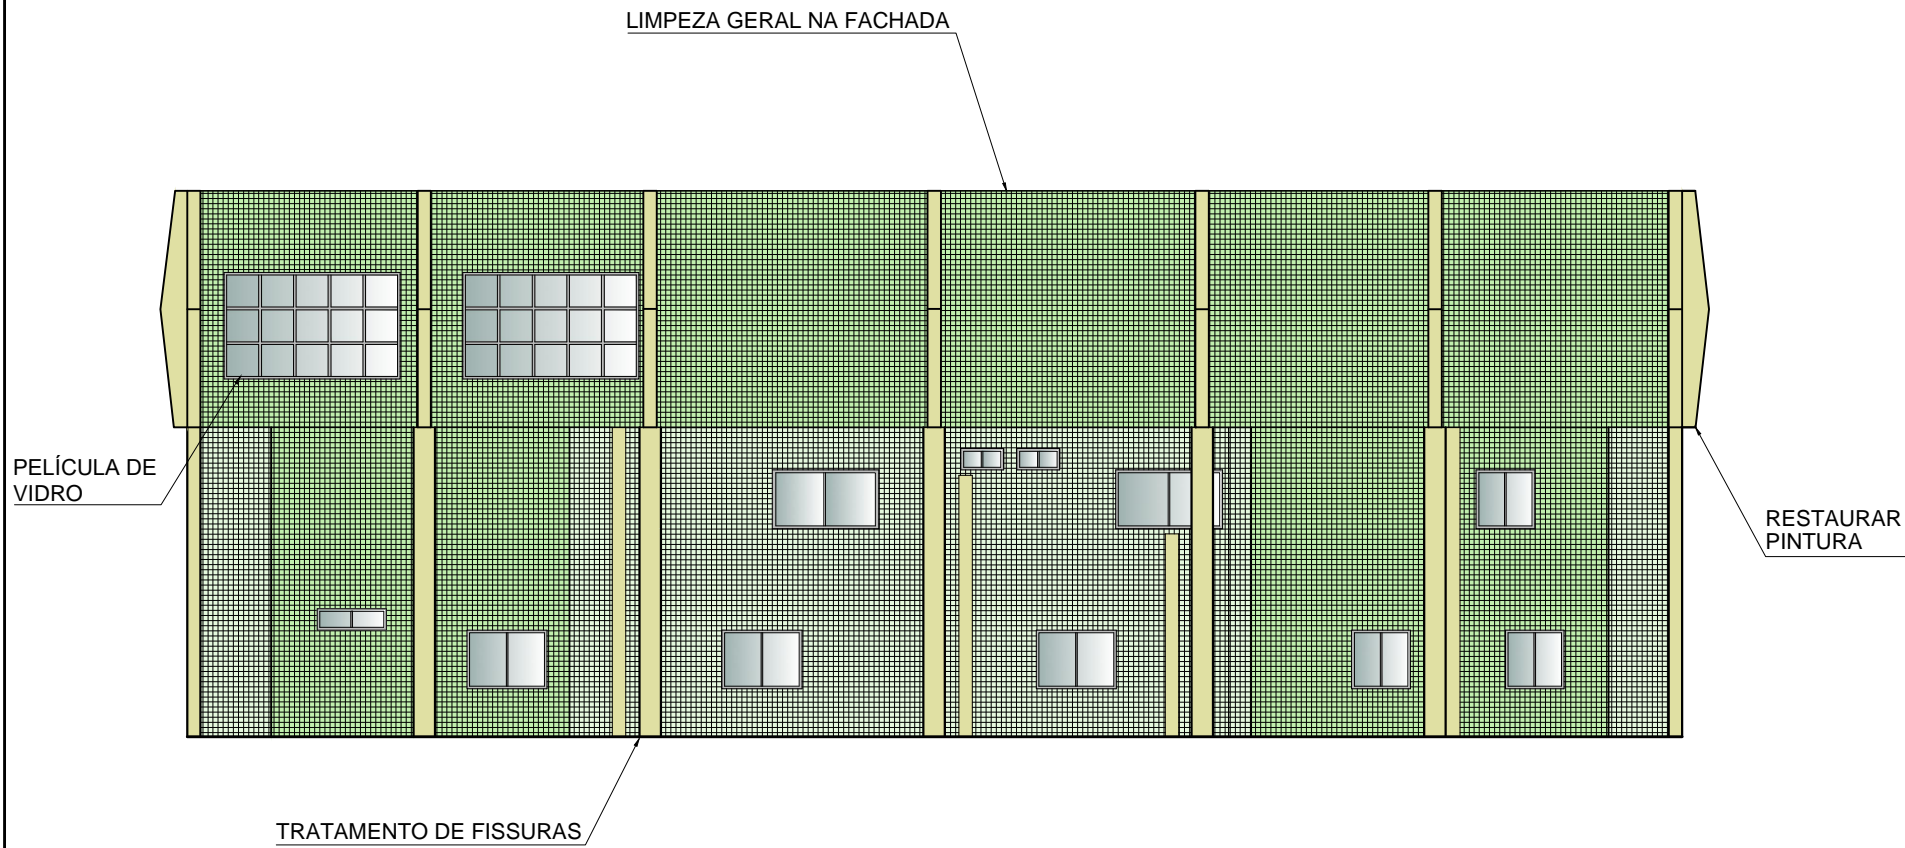 LIMPEZA GERAL NA FACHADA
PELÍCULA DE
VIDRO
RESTAURAR
PINTURA
TRATAMENTO DE FISSURAS